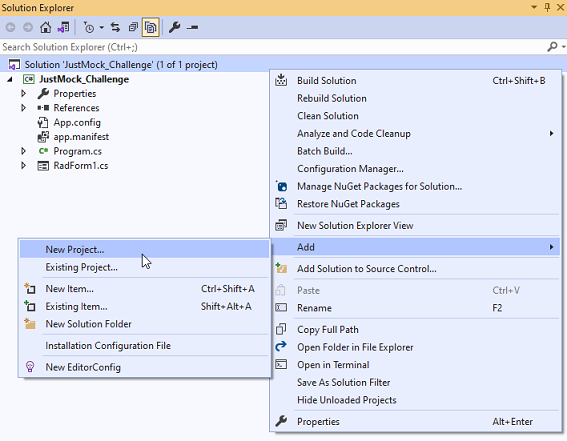 Solution Explorer
Search Solution Explorer (Ctrl+;)
Solution 'JustMock_Challenge' (1 of 1 project)
JustMock_Challenge
Properties
References
App.config
app.manifest
Program.cs
RadForm1.cs
Build Solution Ctrl+Shift+B
Rebuild Solution
Clean Solution
Analyze and Code Cleanup
Batch Build...
Configuration Manager...
Manage NuGet Packages for Solution...
Restore NuGet Packages
New Solution Explorer View
Add
Add Solution to Source Control...
Paste Ctrl+V
Rename F2
Copy Full Path
Open Folder in File Explorer
Open in Terminal
Save As Solution Filter
Hide Unloaded Projects
Properties Alt+Enter
New Project...
Existing Project...
New Item... Ctrl+Shift+A
Existing Item... Shift+Alt+A
New Solution Folder
Installation Configuration File
New EditorConfig